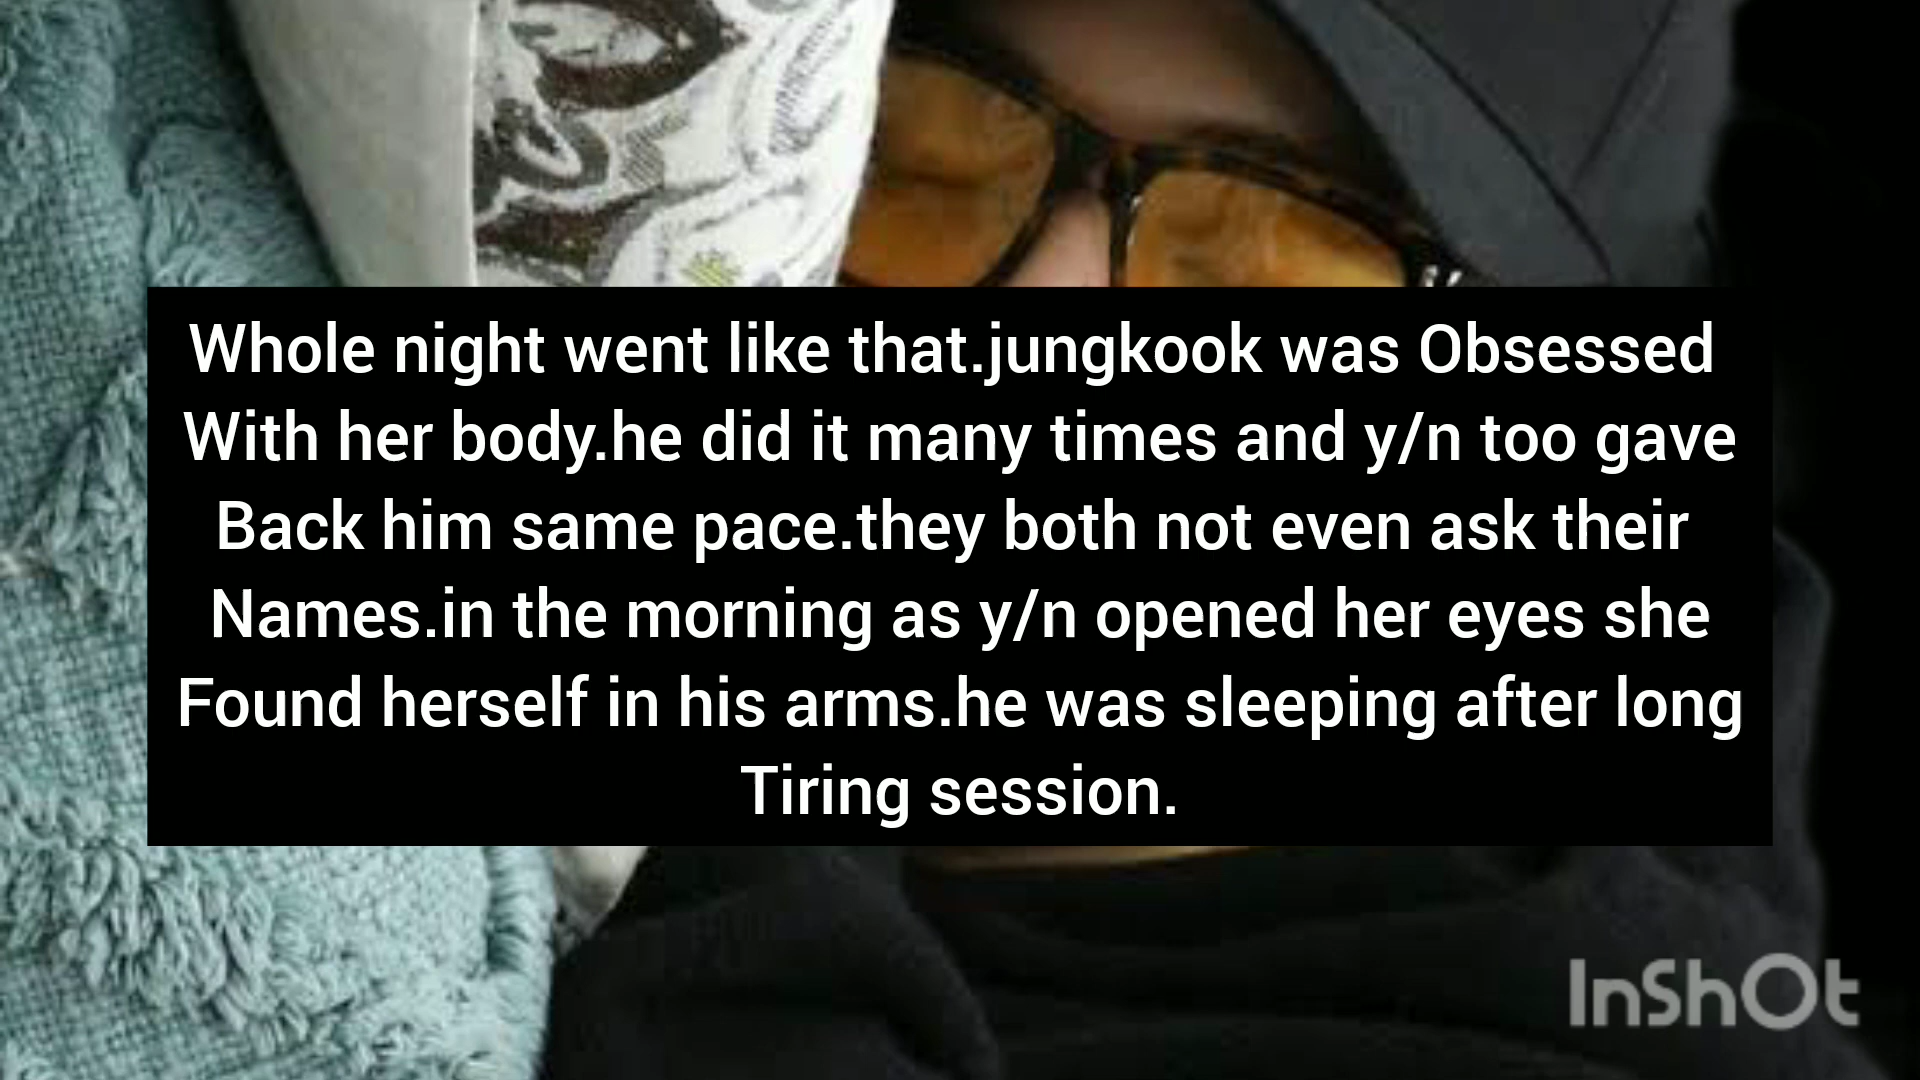 Whole night went like that.jungkook was Obsessed
With her body.he did it many times and y/n too gave
Back him same pace.they both not even ask their
Names.in the morning as y/n opened her eyes she
Found herself in his arms.he was sleeping after long
Tiring session.
InShOt